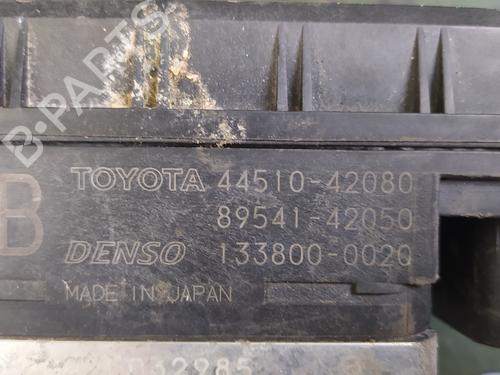 B-PARTS
B
TOYOTA 44510-42080
89541-42050
DENSO 133800-0020
MADE IN JAPAN